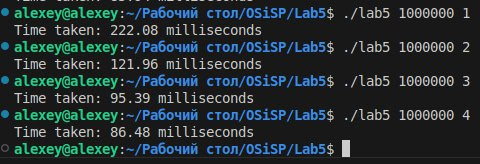 alexey@alexey:~/Рабочий стол/OSiSP/Lab5$ ./lab5 1000000 1
Time taken: 222.08 milliseconds
alexey@alexey:~/Рабочий стол/OSiSP/Lab5$ ./lab5 1000000 2
Time taken: 121.96 milliseconds
alexey@alexey:~/Рабочий стол/OSiSP/Lab5$ ./lab5 1000000 3
Time taken: 95.39 milliseconds
alexey@alexey:~/Рабочий стол/OSiSP/Lab5$ ./lab5 1000000 4
Time taken: 86.48 milliseconds
alexey@alexey:~/Рабочий стол/OSiSP/Lab5$